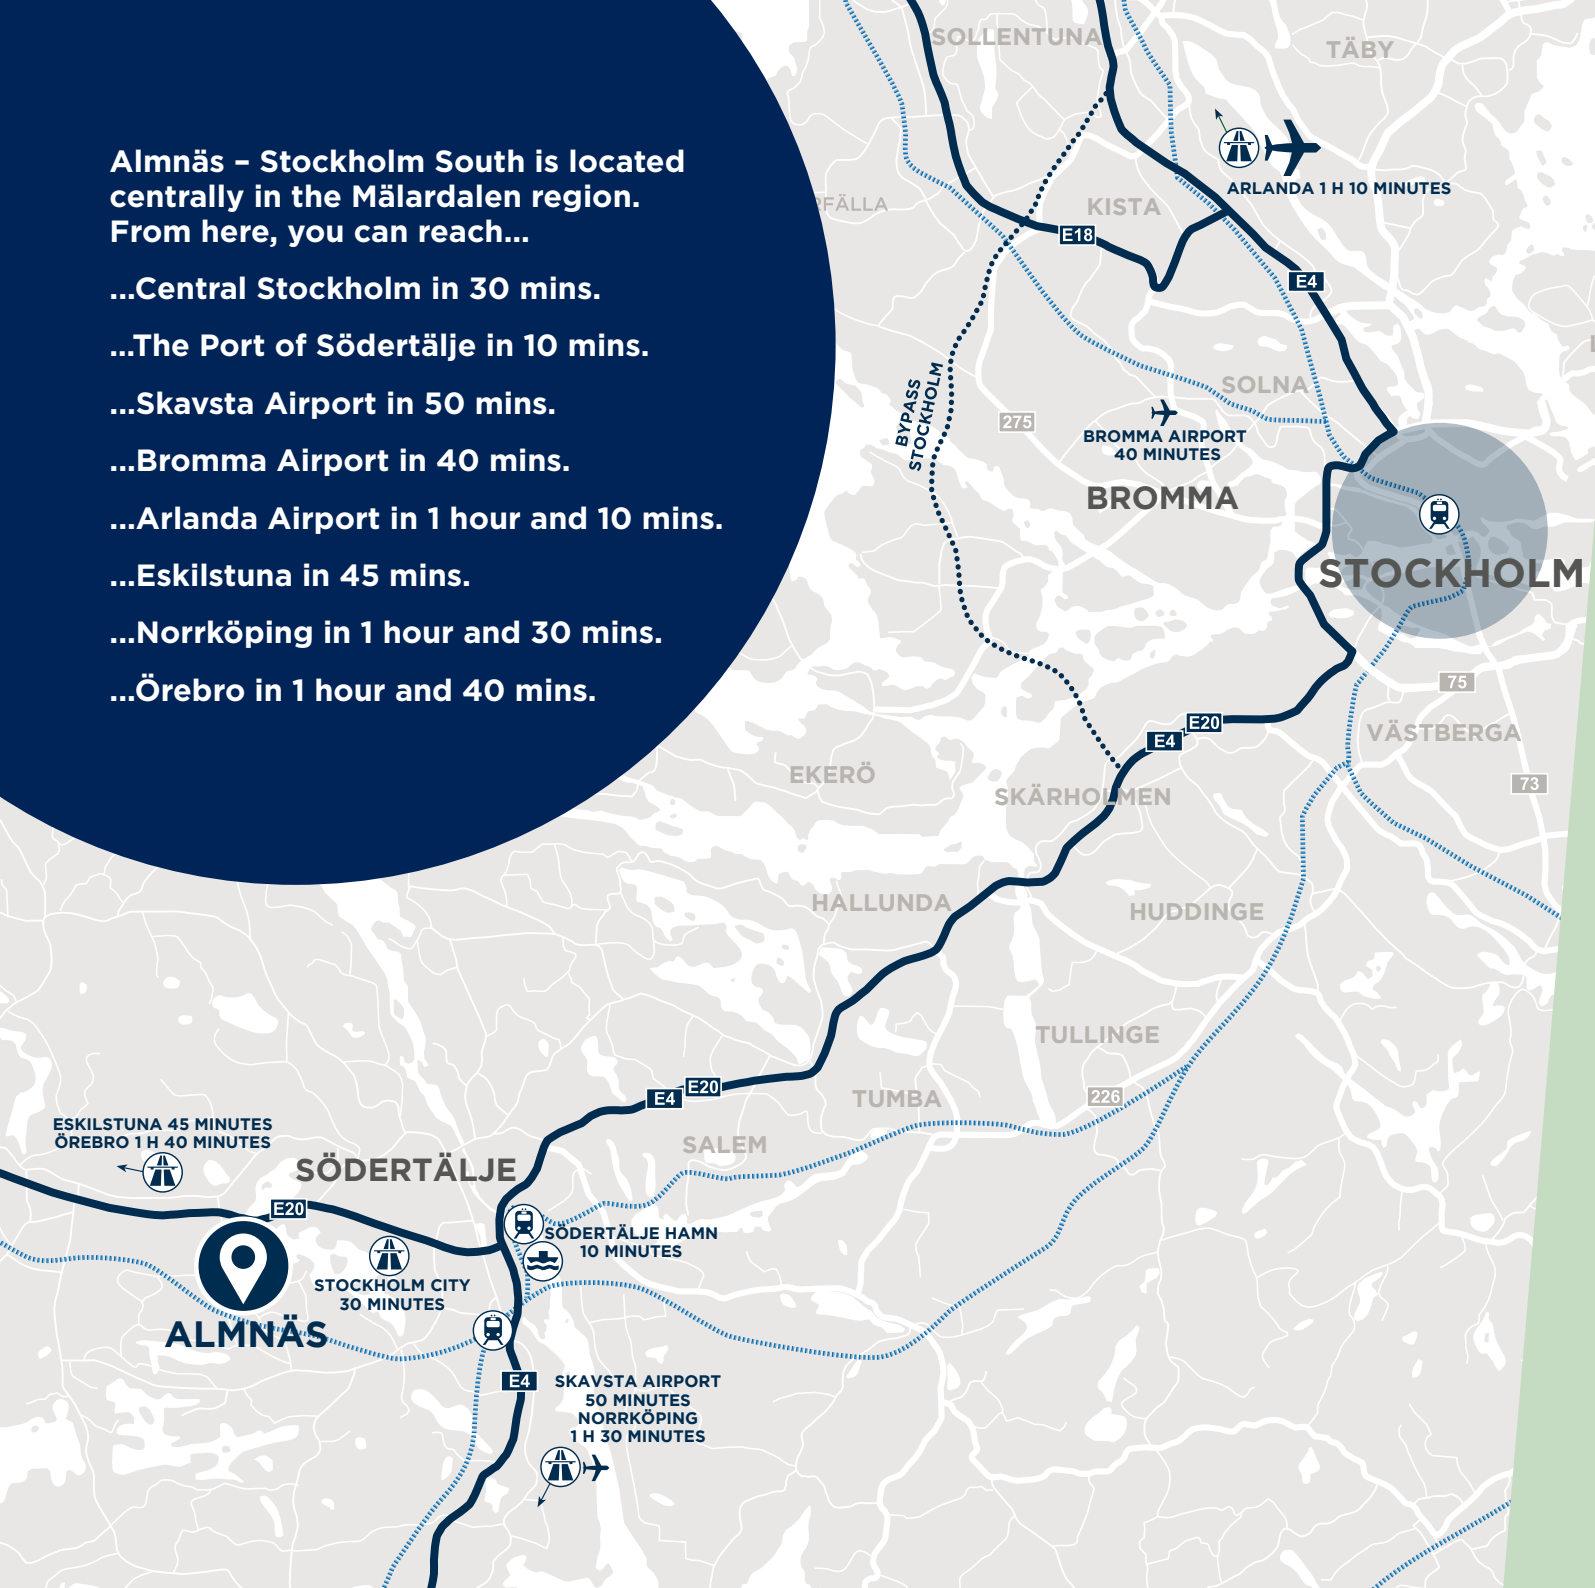 Almnäs – Stockholm South is located
centrally in the Mälardalen region.
From here, you can reach...
...Central Stockholm in 30 mins.
...The Port of Södertälje in 10 mins.
...Skavsta Airport in 50 mins.
...Bromma Airport in 40 mins.
...Arlanda Airport in 1 hour and 10 mins.
...Eskilstuna in 45 mins.
...Norrköping in 1 hour and 30 mins.
...Örebro in 1 hour and 40 mins.
SOLLENTUNA
TÄBY
ARLANDA 1 H 10 MINUTES
RFÄLLA
KISTA
E18
E4
BYPASS
STOCKHOLM
SOLNA
275
BROMMA AIRPORT
40 MINUTES
BROMMA
STOCKHOLM
75
E20
E4
VÄSTBERGA
EKERÖ
73
SKÄRHOLMEN
HALLUNDA
HUDDINGE
TULLINGE
E20
E4
TUMBA
226
ESKILSTUNA 45 MINUTES
ÖREBRO 1 H 40 MINUTES
SALEM
SÖDERTÄLJE
E20
SÖDERTÄLJE HAMN
10 MINUTES
STOCKHOLM CITY
30 MINUTES
ALMNÄS
E4
SKAVSTA AIRPORT
50 MINUTES
NORRKÖPING
1 H 30 MINUTES